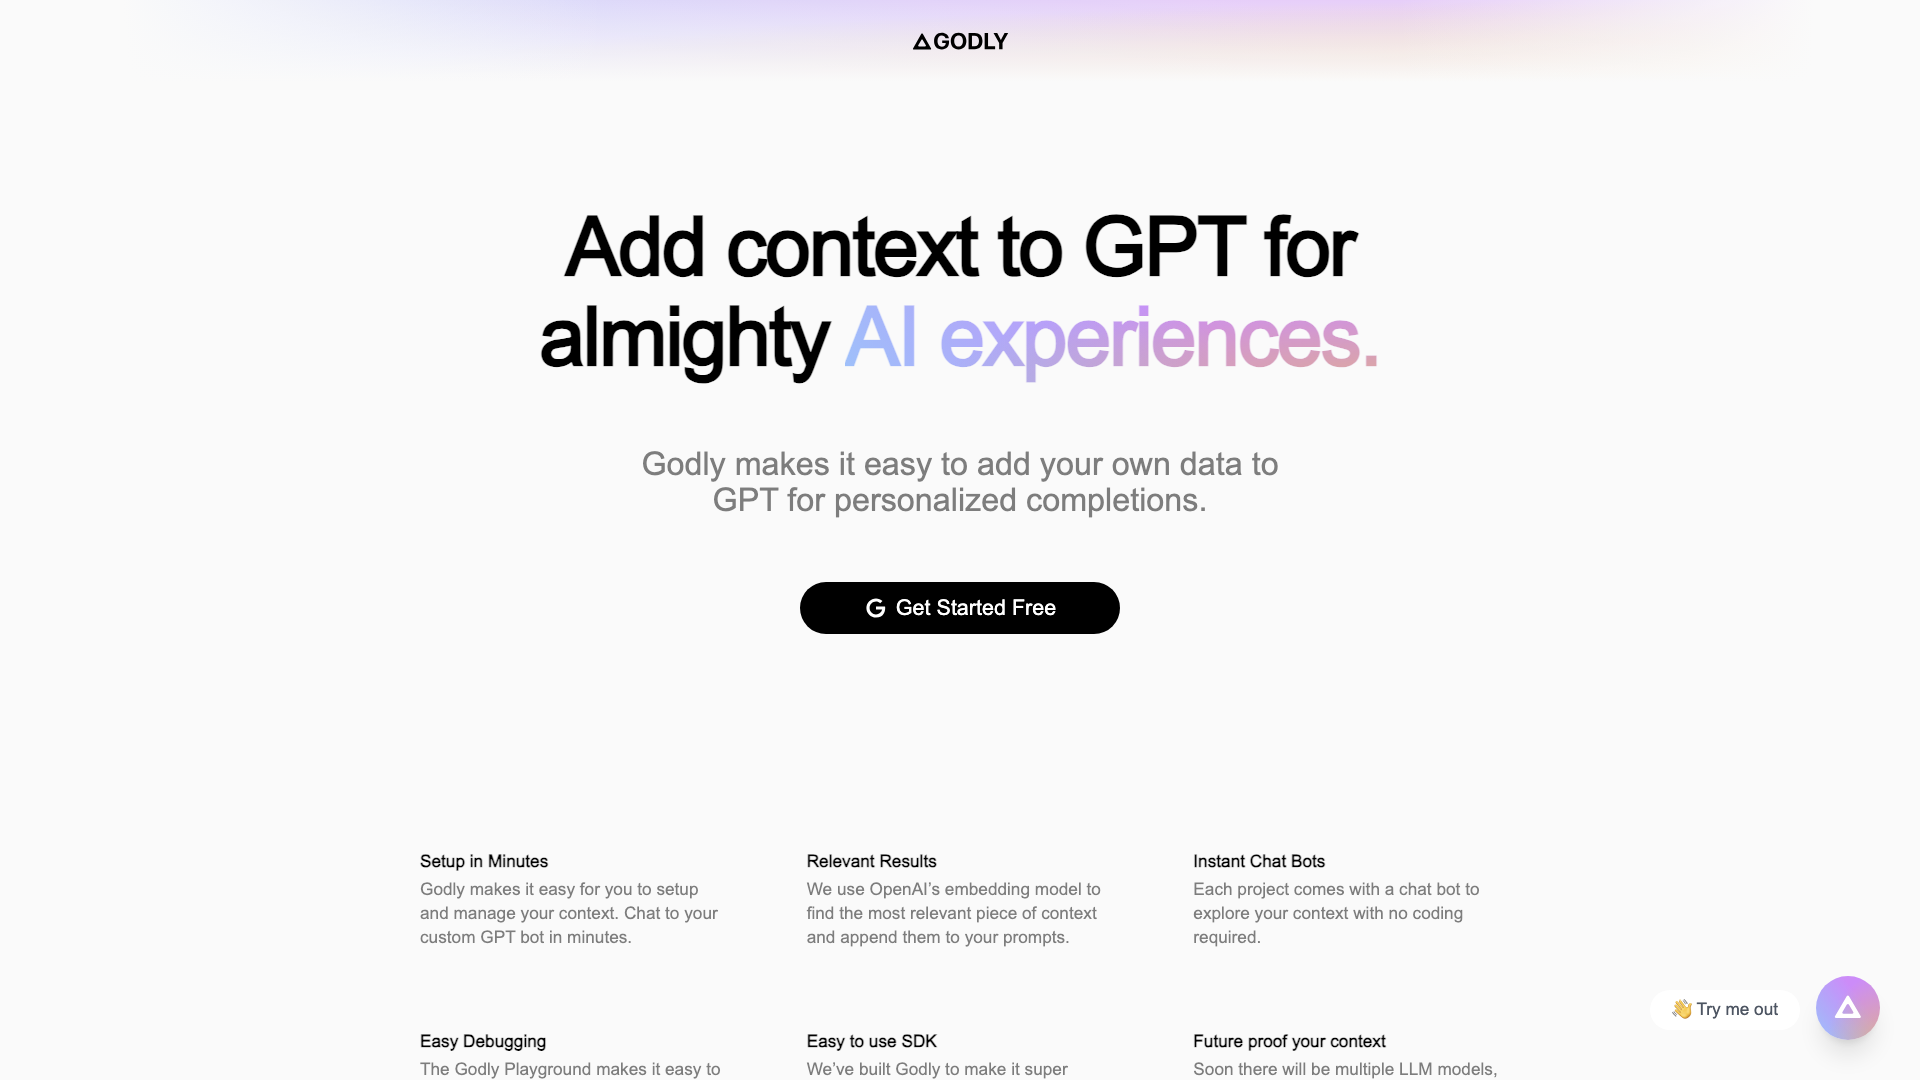 GODLY
Add context to GPT for
almighty AI experiences.
Godly makes it easy to add your own data to
GPT for personalized completions.
Get Started Free
Setup in Minutes
Godly makes it easy for you to setup
and manage your context. Chat to your
custom GPT bot in minutes.
Relevant Results
We use OpenAI’s embedding model to
find the most relevant piece of context
and append them to your prompts.
Instant Chat Bots
Each project comes with a chat bot to
explore your context with no coding
required.
Easy Debugging
The Godly Playground makes it easy to
Easy to use SDK
We’ve built Godly to make it super
Future proof your context
Soon there will be multiple LLM models,
👋 Try me out